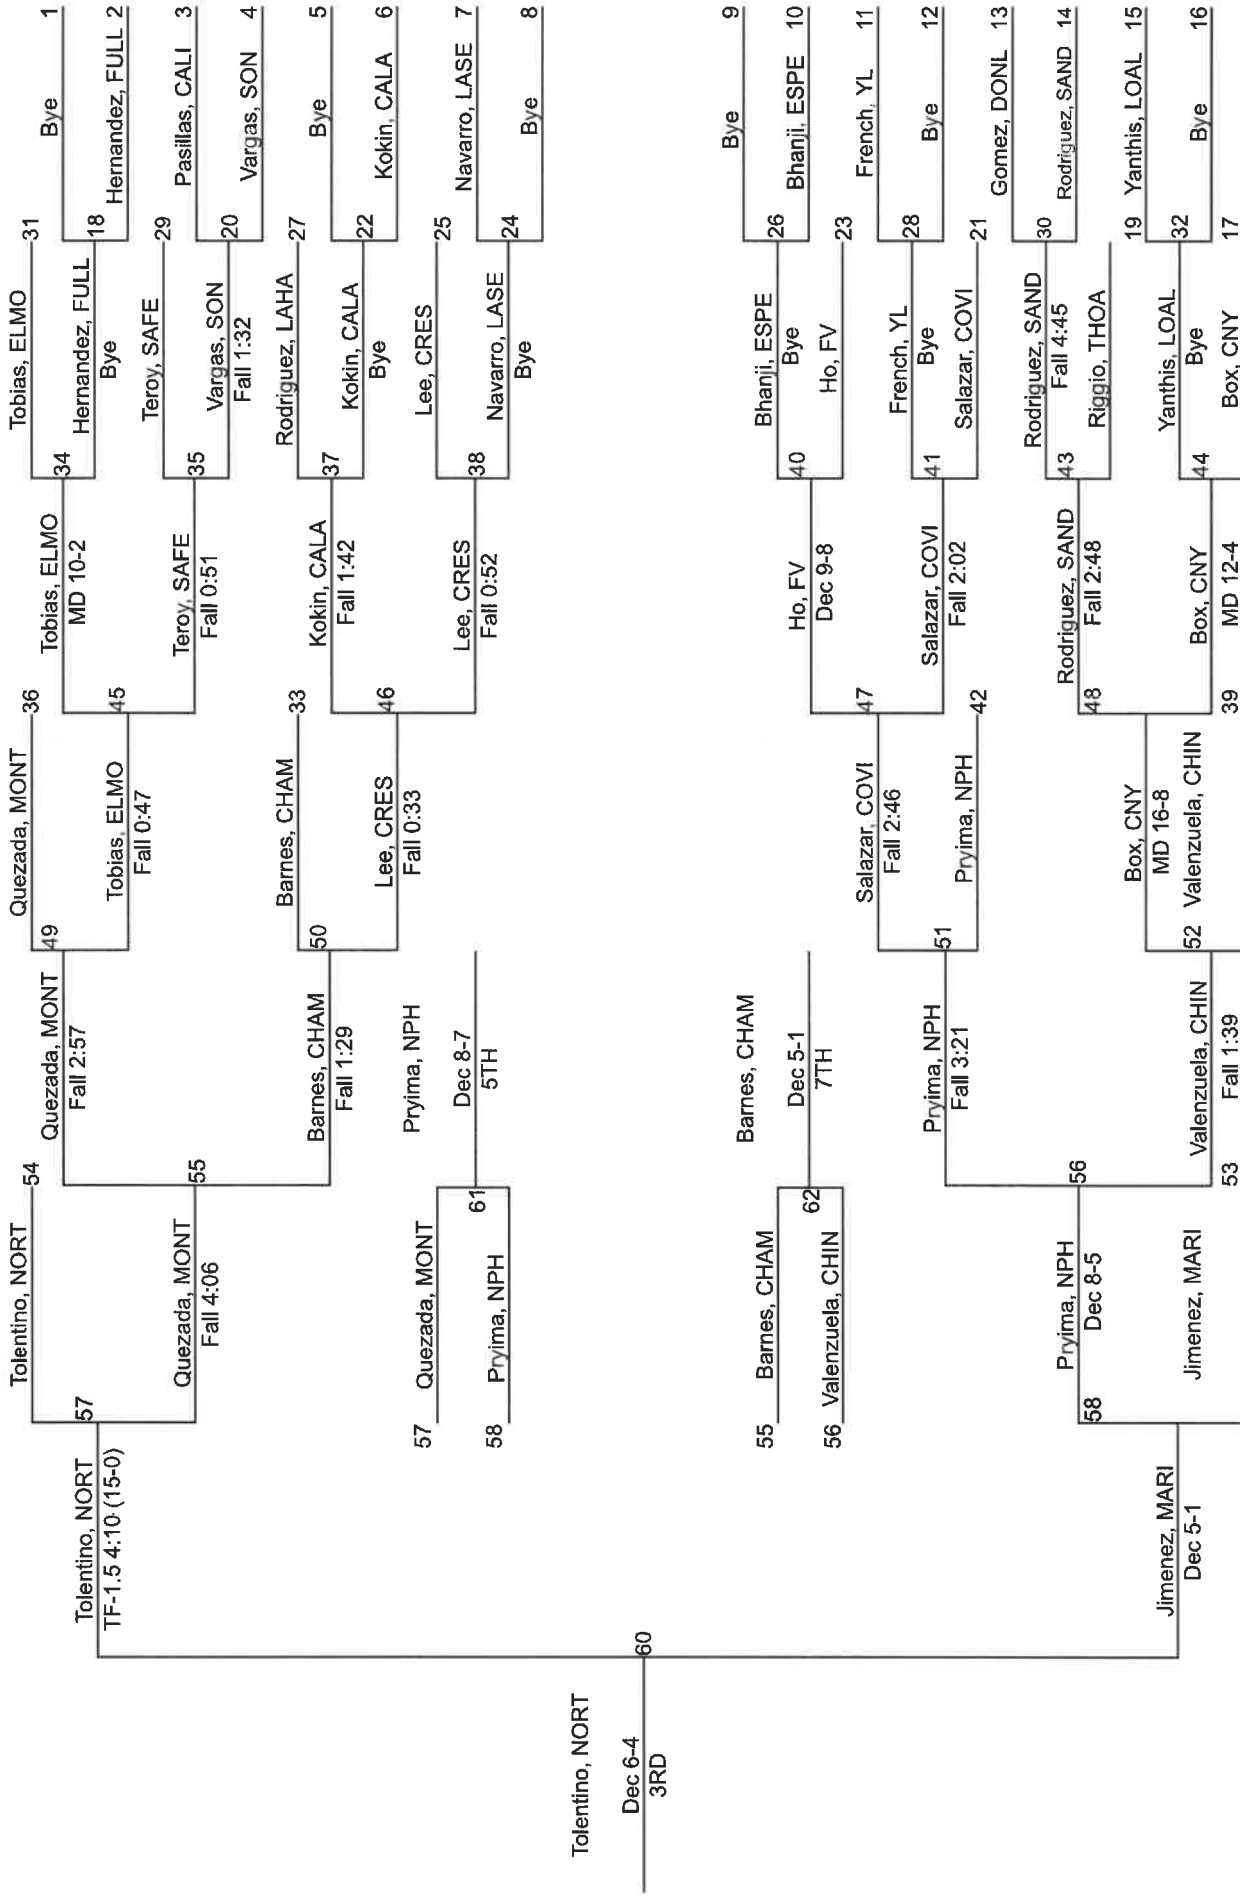 1
Bye
Hernandez, FULL 2
Pasillas, CALI 3
Vargas, SON 4
Bye 5
Kokin, CALA 6
Navarro, LASE 7
Bye 8
Bye 9
Bhanji, ESPE 10
French, YL 11
Bye 12
Gomez, DONL 13
Rodriguez, SAND 14
Yanthis, LOAL 15
Bye 16
Tobias, ELMO 31
18
Hernandez, FULL
Bye
Teroy, SAFE 29
20
Vargas, SON
Fall 1:32
Rodriguez, LAHA 27
22
Kokin, CALA
Bye
Lee, CRES 25
24
Navarro, LASE
Bye
26
Bhanji, ESPE
Bye
Ho, FV 23
28
French, YL
Bye
Salazar, COVI 21
30
Rodriguez, SAND
Fall 4:45
Riggio, THOA 19
32
Yanthis, LOAL
Bye
Box, CNY 17
34
Tobias, ELMO
MD 10-2
35
Teroy, SAFE
Fall 0:51
37
Kokin, CALA
Fall 1:42
38
Lee, CRES
Fall 0:52
40
Ho, FV
Dec 9-8
41
Salazar, COVI
Fall 2:02
43
Rodriguez, SAND
Fall 2:48
44
Box, CNY
MD 12-4
Quezada, MONT 36
45
Tobias, ELMO
Fall 0:47
Barnes, CHAM 33
46
Lee, CRES
Fall 0:33
47
Salazar, COVI
Fall 2:46
Pryima, NPH 42
48
Box, CNY
MD 16-8
Valenzuela, CHIN 39
49
Quezada, MONT
Fall 2:57
50
Barnes, CHAM
Fall 1:29
51
Pryima, NPH
Fall 3:21
52
Valenzuela, CHIN
Fall 1:39
Pryima, NPH
Dec 8-7
5TH
Barnes, CHAM
Dec 5-1
7TH
Tolentino, NORT 54
55
Quezada, MONT
Fall 4:06
61
57 Quezada, MONT
58 Pryima, NPH
62
55 Barnes, CHAM
56 Valenzuela, CHIN
56
Pryima, NPH
Dec 8-5
Jimenez, MARI 53
57
Tolentino, NORT
TF-1.5 4:10 (15-0)
58
Jimenez, MARI
Dec 5-1
60
Tolentino, NORT
Dec 6-4
3RD